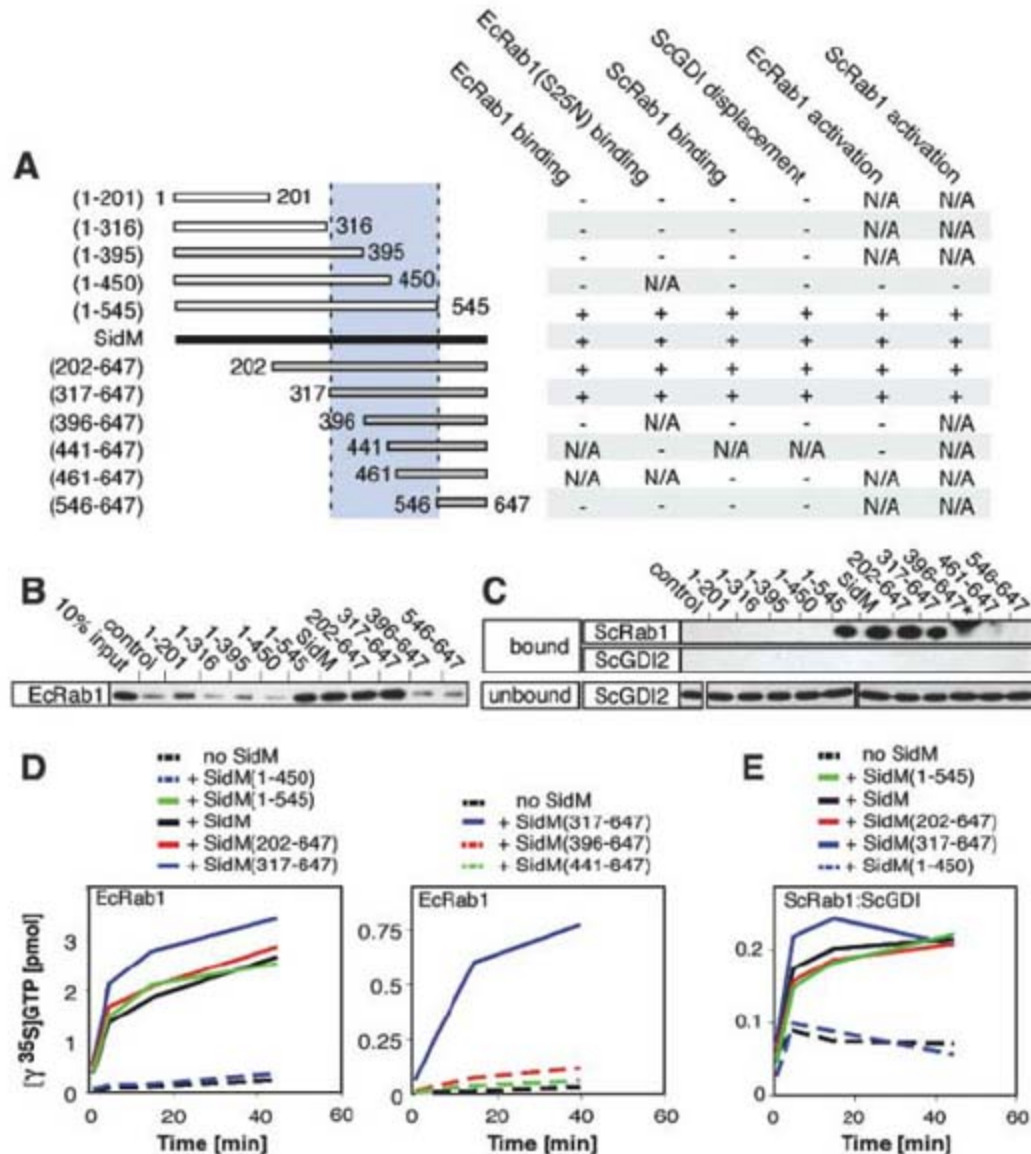 EcRab1 binding
EcRab1(S25N) binding
ScRab1 binding
ScGDI displacement
EcRab1 activation
ScRab1 activation
A
(1-201) 1 201 - - - - N/A N/A
(1-316) 316 - - - - N/A N/A
(1-395) 395 - - - - N/A N/A
(1-450) 450 - N/A - - - -
(1-545) 545 + + + + + +
SidM + + + + + +
(202-647) 202 + + + + + +
(317-647) 317 + + + + + +
(396-647) 396 - N/A - - - N/A
(441-647) 441 N/A - N/A N/A - N/A
(461-647) 461 N/A N/A - - N/A N/A
(546-647) 546 647 - - - - N/A N/A
B
10% input
control
1-201
1-316
1-395
1-450
1-545
SidM
202-647
317-647
396-647
546-647
EcRab1
C
control
1-201
1-316
1-395
1-450
1-545
SidM
202-647
317-647
396-647*
461-647
546-647
bound ScRab1
ScGDI2
unbound ScGDI2
D
no SidM
+ SidM(1-450)
+ SidM(1-545)
+ SidM
+ SidM(202-647)
+ SidM(317-647)
EcRab1
[γ35S]GTP [pmol]
3
2
1
0
0 20 40 60
Time [min]
no SidM
+ SidM(317-647)
+ SidM(396-647)
+ SidM(441-647)
EcRab1
0.75
0.5
0.25
0
0 20 40 60
Time [min]
E
no SidM
+ SidM(1-545)
+ SidM
+ SidM(202-647)
+ SidM(317-647)
+ SidM(1-450)
ScRab1:ScGDI
0.2
0.1
0
0 20 40 60
Time [min]